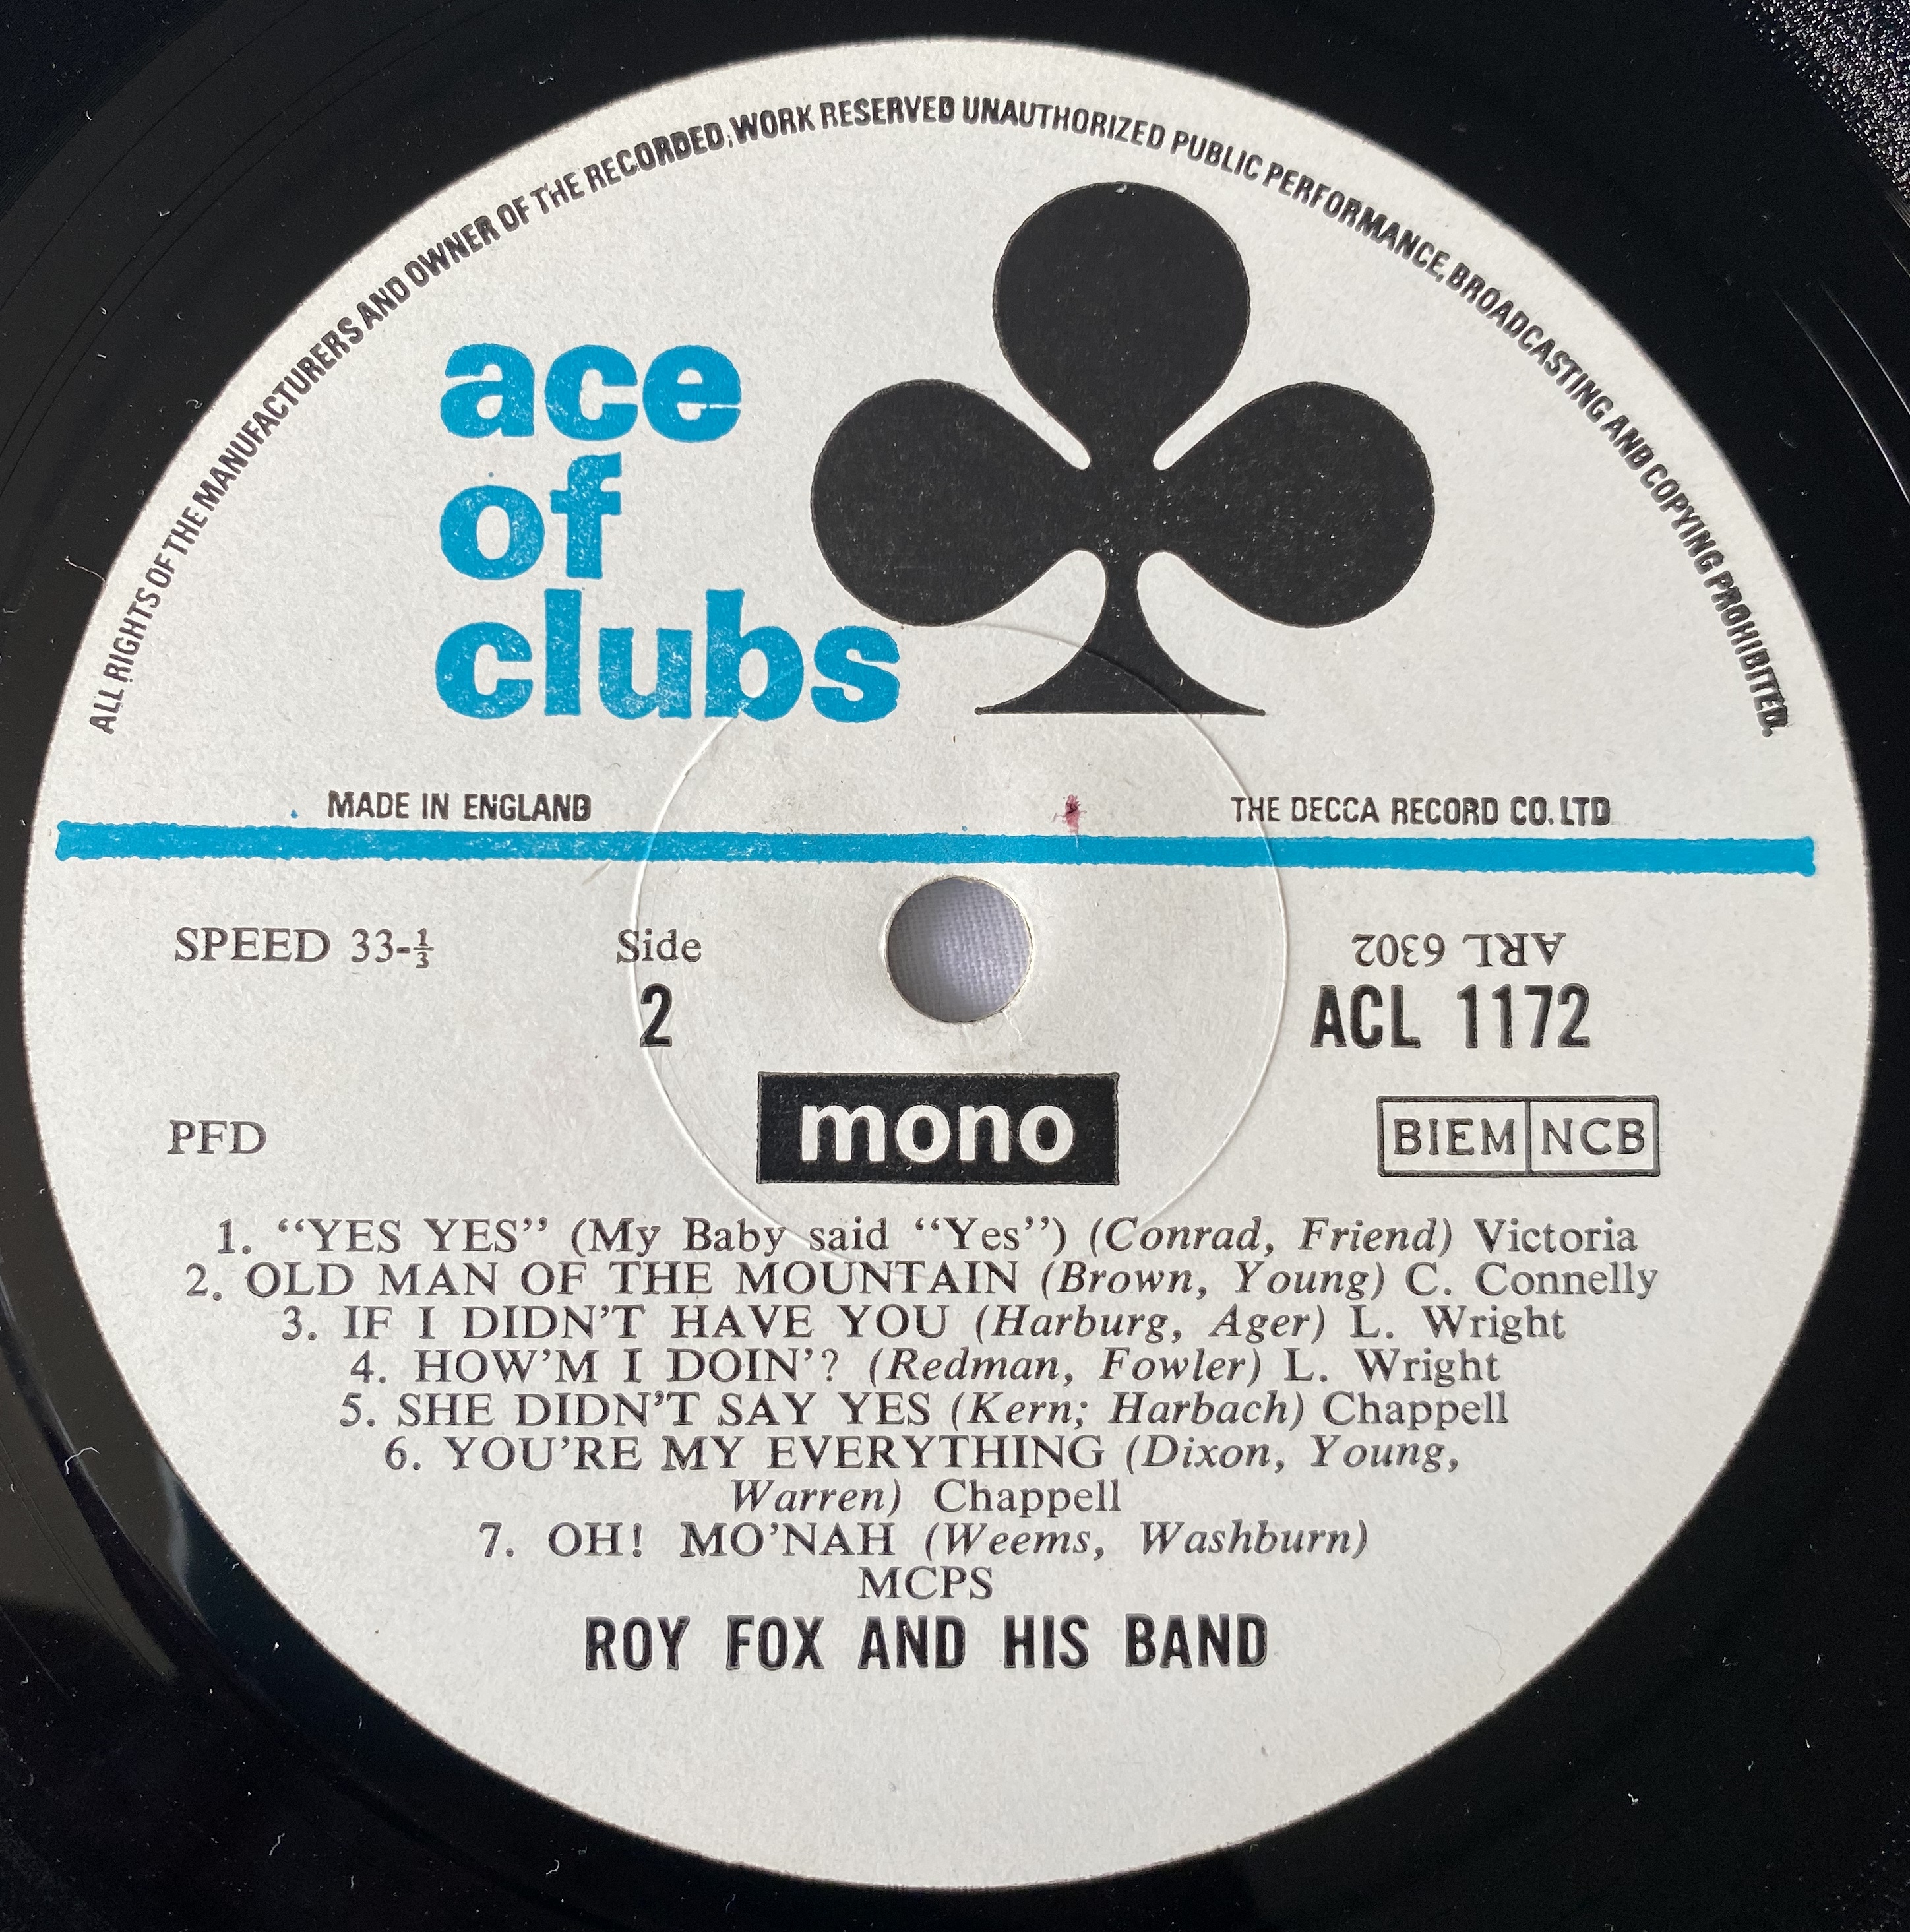 ALL RIGHTS OF THE MANUFACTURERS AND OWNER OF THE RECORDED WORK RESERVED UNAUTHORIZED PUBLIC PERFORMANCE, BROADCASTING AND COPYING PROHIBITED.
ace
of
clubs
MADE IN ENGLAND
THE DECCA RECORD CO. LTD
SPEED 33-⅓
Side
2
ARL 6302
ACL 1172
mono
PFD
BIEM NCB
1. “YES YES” (My Baby said “Yes”) (Conrad, Friend) Victoria
2. OLD MAN OF THE MOUNTAIN (Brown, Young) C. Connelly
3. IF I DIDN’T HAVE YOU (Harburg, Ager) L. Wright
4. HOW’M I DOIN’? (Redman, Fowler) L. Wright
5. SHE DIDN’T SAY YES (Kern; Harbach) Chappell
6. YOU’RE MY EVERYTHING (Dixon, Young,
Warren) Chappell
7. OH! MO’NAH (Weems, Washburn)
MCPS
ROY FOX AND HIS BAND